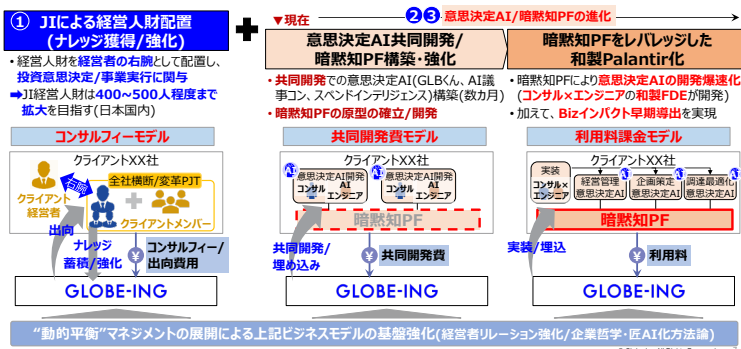 ① JIによる経営人財配置
(ナレッジ獲得/強化)
• 経営人財を経営者の右腕として配置し、
投資意思決定/事業実行に関与
➡JI経営人財は400~500人程度まで
拡大を目指す(日本国内)
コンサルフィーモデル
クライアントXX社
全社横断/変革PJT
右腕
クライアント
経営者
クライアントメンバー
出向
ナレッジ
蓄積/強化
¥
コンサルフィー/
出向費用
GLOBE-ING
▼現在
❷❸ 意思決定AI/暗黙知PFの進化
意思決定AI共同開発/
暗黙知PF構築・強化
• 共同開発での意思決定AI(GLBくん、AI議
事コン、スペンドインテリジェンス)構築(数カ月)
• 暗黙知PFの原型の確立/開発
共同開発費モデル
クライアントXX社
AI
意思決定AI開発
コンサル
AI
エンジニア
AI
意思決定AI開発
コンサル
AI
エンジニア
暗黙知PF
共同開発/
埋め込み
¥
共同開発費
GLOBE-ING
暗黙知PFをレバレッジした
和製Palantir化
• 暗黙知PFにより意思決定AIの開発爆速化
(コンサル×エンジニアの和製FDEが開発)
• 加えて、Bizインパクト早期導出を実現
利用料課金モデル
クライアントXX社
実装
コンサル×
エンジニア
経営管理
意思決定AI
AI
企画策定
意思決定AI
AI
調達最適化
意思決定AI
AI
暗黙知PF
実装/埋込
¥
利用料
GLOBE-ING
“動的平衡”マネジメントの展開による上記ビジネスモデルの基盤強化(経営者リレーション強化/企業哲学・匠AI化方法論)